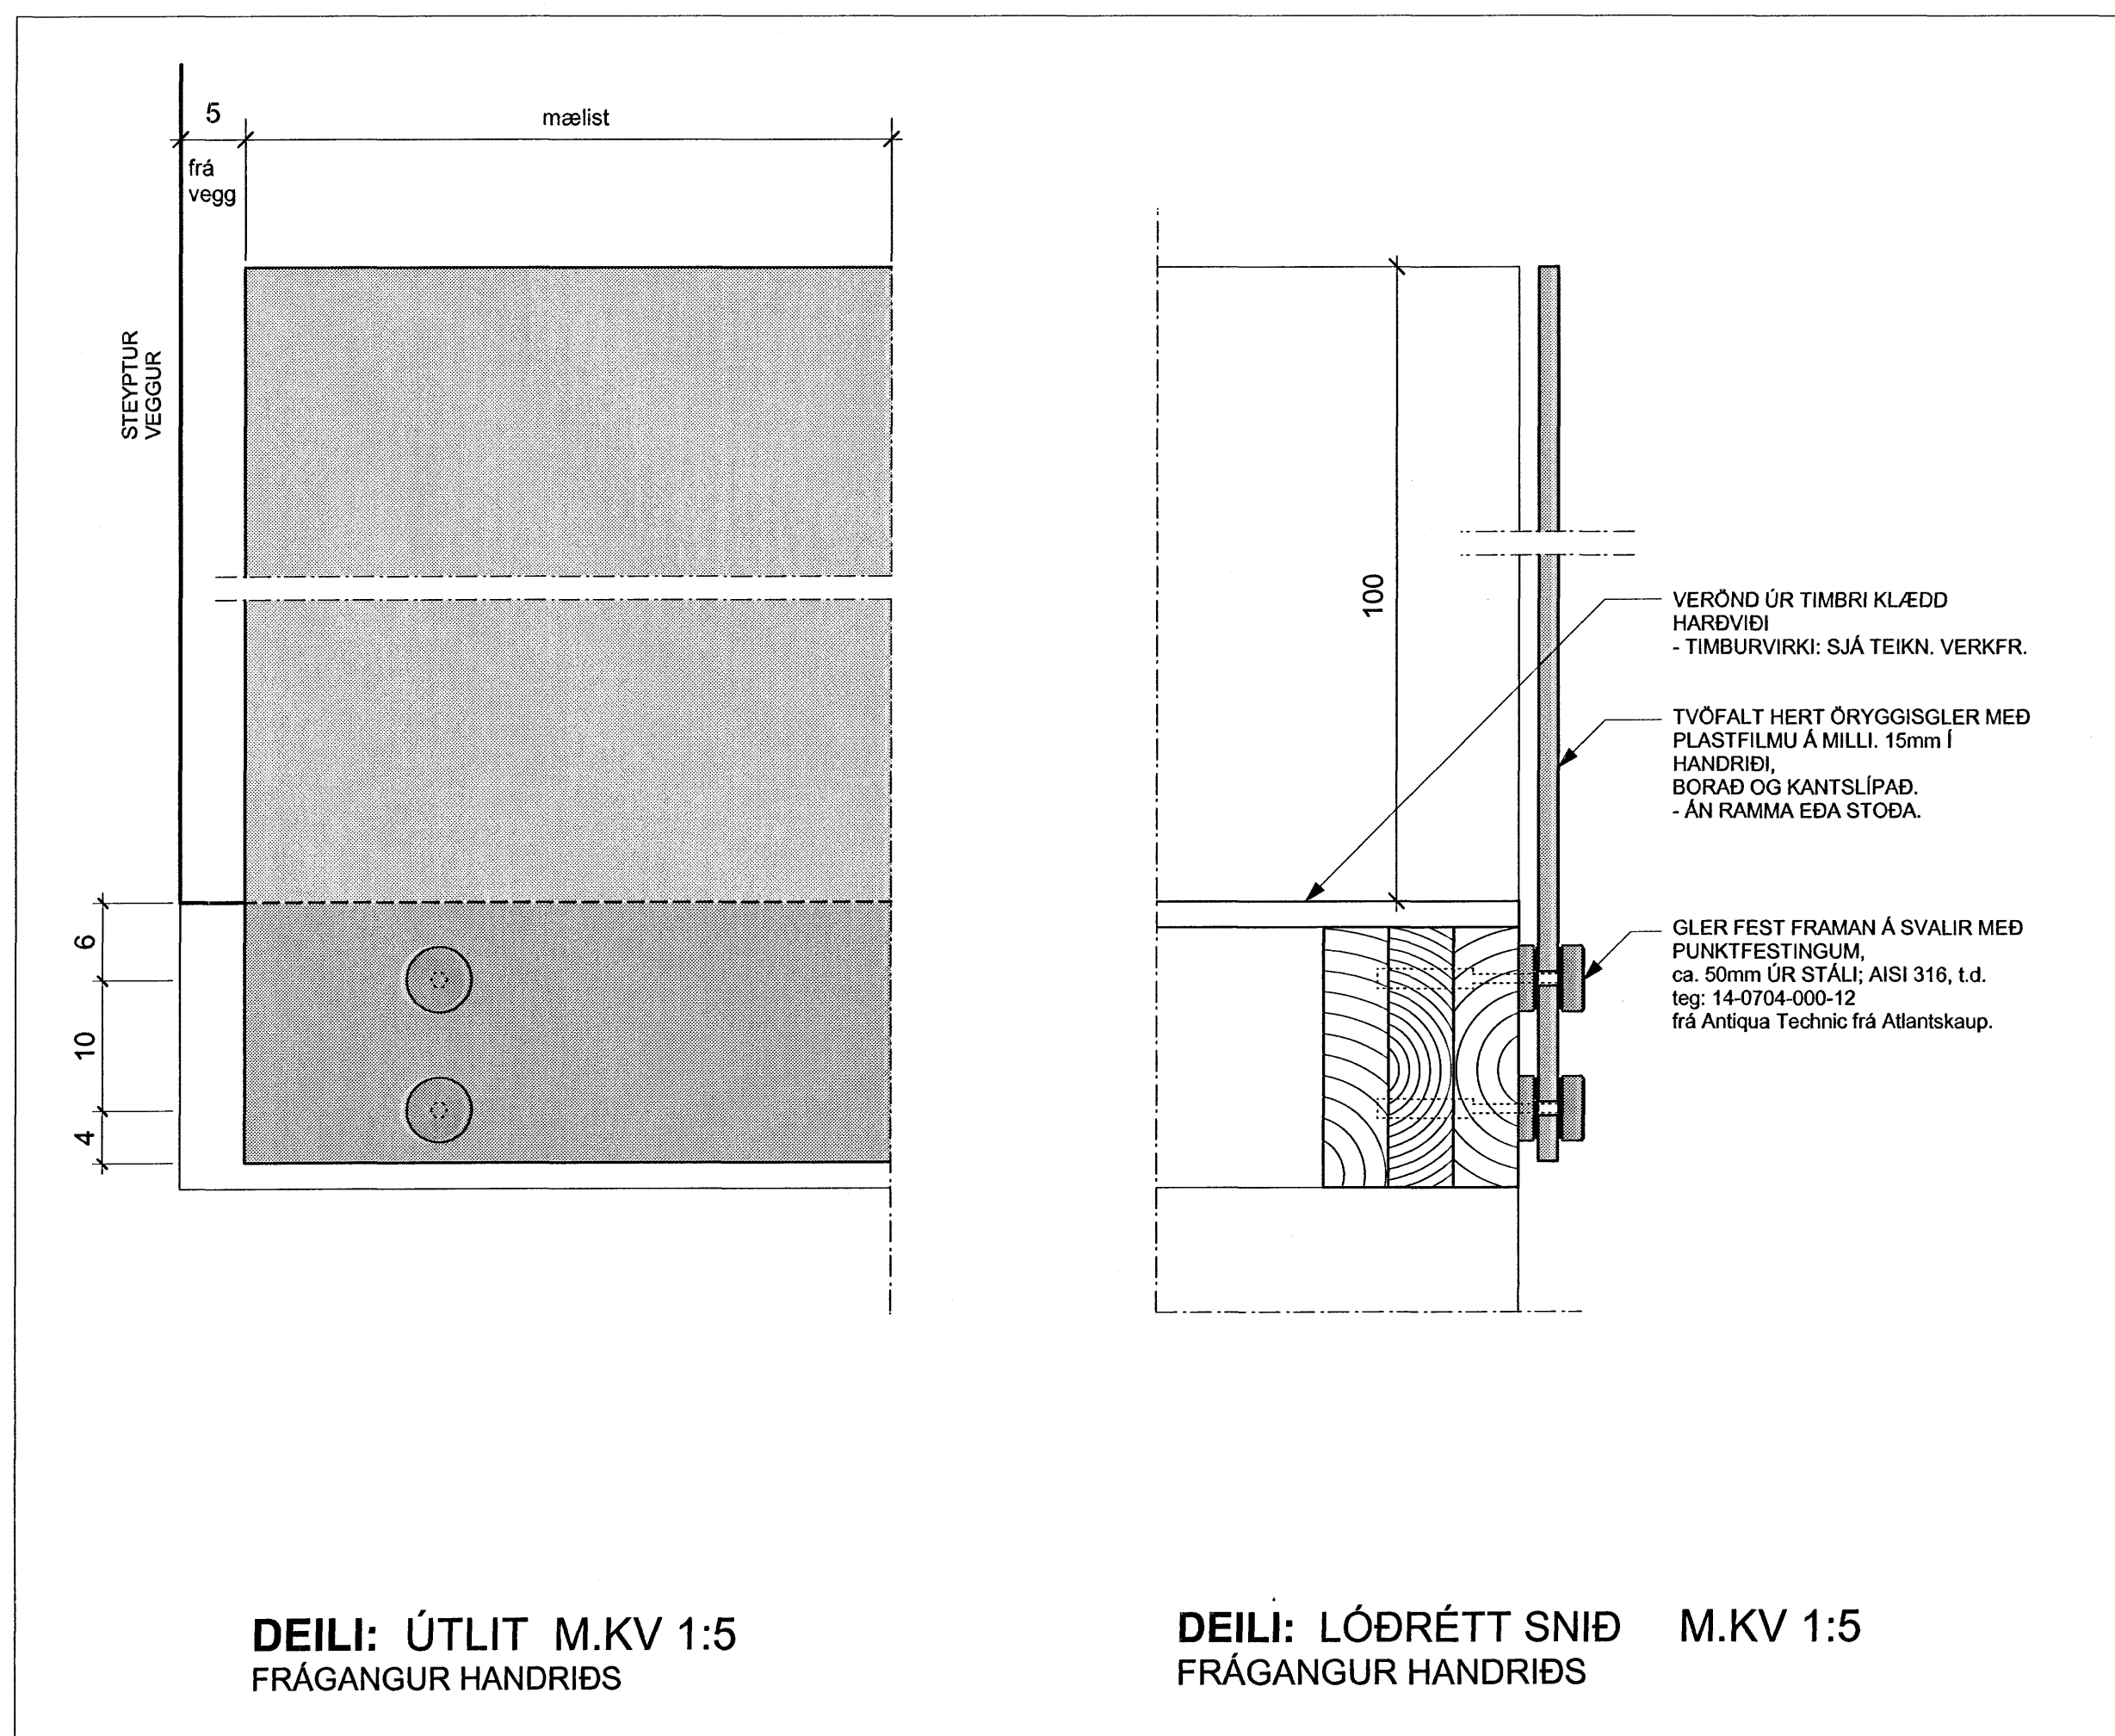 5
mælist
frá
vegg
STEYPTUR
VEGGUR
6
10
4
100
VERÖND ÚR TIMBRI KLÆDD
HARÐVIÐI
- TIMBURVIRKI: SJÁ TEIKN. VERKFR.
TVÖFALT HERT ÖRYGGISGLER MEÐ
PLASTFILMU Á MILLI. 15mm Í
HANDRIÐI,
BORAÐ OG KANTSLÍPAÐ.
- ÁN RAMMA EÐA STOÐA.
GLER FEST FRAMAN Á SVALIR MEÐ
PUNKTFESTINGUM,
ca. 50mm ÚR STÁLI; AISI 316, t.d.
teg: 14-0704-000-12
frá Antiqua Technic frá Atlantskaup.
DEILI: ÚTLIT M.KV 1:5
FRÁGANGUR HANDRIÐS
DEILI: LÓÐRÉTT SNIÐ M.KV 1:5
FRÁGANGUR HANDRIÐS